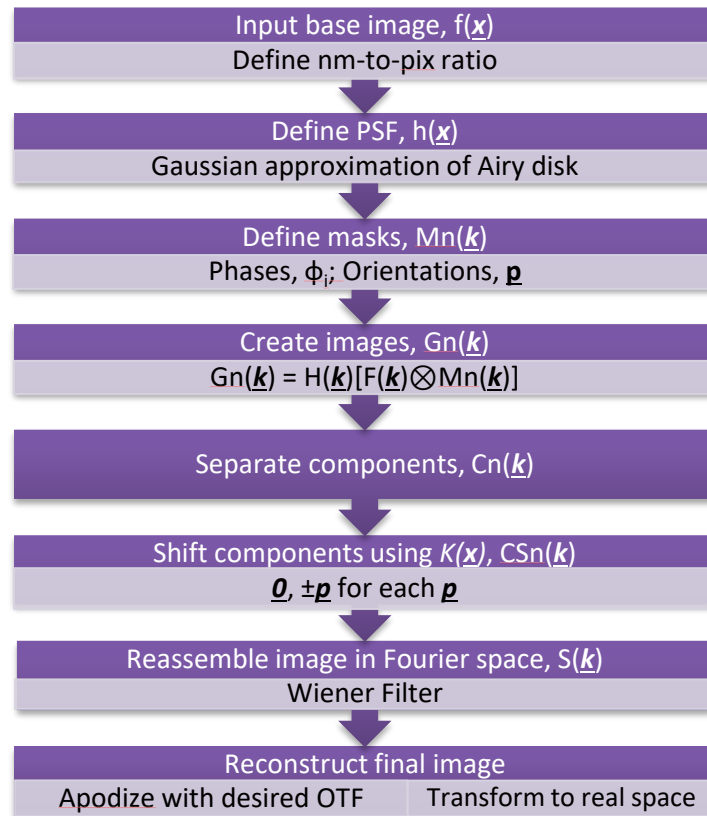 Input base image, f(x)
Define nm-to-pix ratio
Define PSF, h(x)
Gaussian approximation of Airy disk
Define masks, Mn(k)
Phases, ϕᵢ; Orientations, p
Create images, Gn(k)
Gn(k) = H(k)[F(k)⊗Mn(k)]
Separate components, Cn(k)
Shift components using K(x), CSn(k)
0, ±p for each p
Reassemble image in Fourier space, S(k)
Wiener Filter
Reconstruct final image
Apodize with desired OTF
Transform to real space